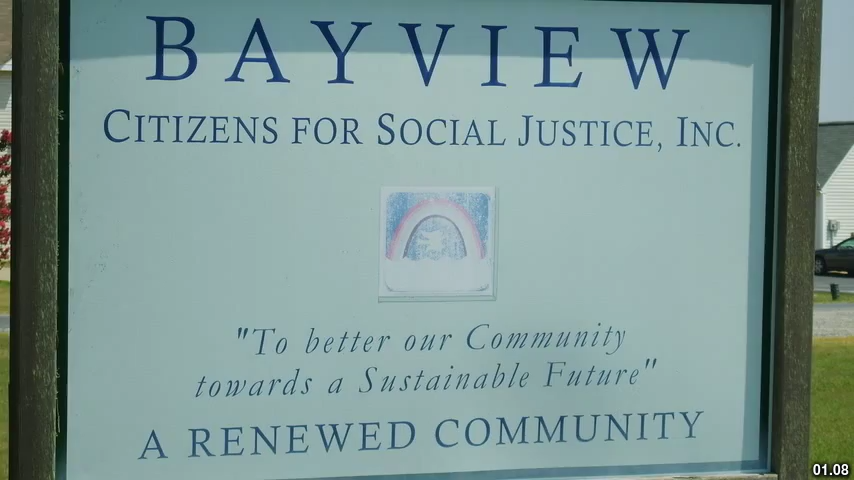 BAYVIEW
CITIZENS FOR SOCIAL JUSTICE, INC.
"To better our Community
towards a Sustainable Future"
A RENEWED COMMUNITY
01.08